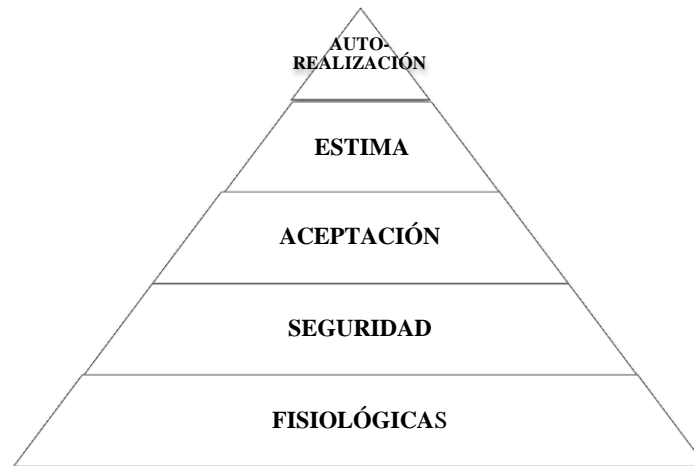 AUTO-
REALIZACIÓN
ESTIMA
ACEPTACIÓN
SEGURIDAD
FISIOLÓGICAS